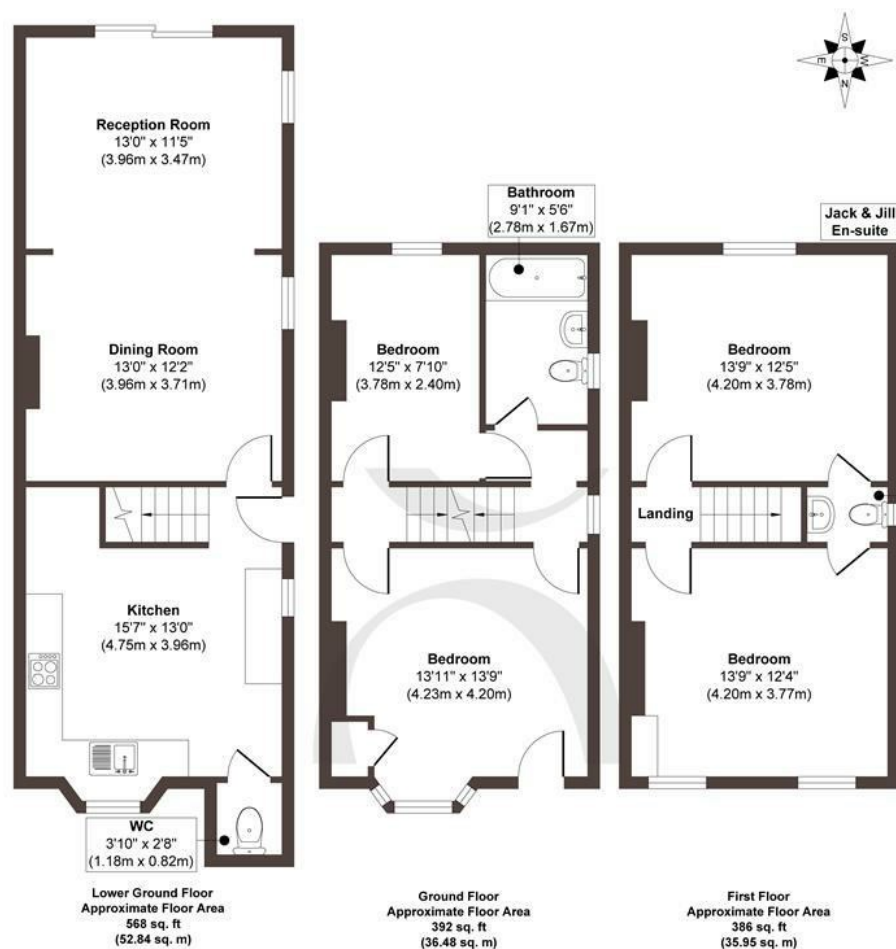 S
E
W
N
Reception Room
13'0" x 11'5"
(3.96m x 3.47m)
Dining Room
13'0" x 12'2"
(3.96m x 3.71m)
Kitchen
15'7" x 13'0"
(4.75m x 3.96m)
WC
3'10" x 2'8"
(1.18m x 0.82m)
Lower Ground Floor
Approximate Floor Area
568 sq. ft
(52.84 sq. m)
Bathroom
9'1" x 5'6"
(2.78m x 1.67m)
Bedroom
12'5" x 7'10"
(3.78m x 2.40m)
Bedroom
13'11" x 13'9"
(4.23m x 4.20m)
Ground Floor
Approximate Floor Area
392 sq. ft
(36.48 sq. m)
Jack & Jill
En-suite
Bedroom
13'9" x 12'5"
(4.20m x 3.78m)
Landing
Bedroom
13'9" x 12'4"
(4.20m x 3.77m)
First Floor
Approximate Floor Area
386 sq. ft
(35.95 sq. m)